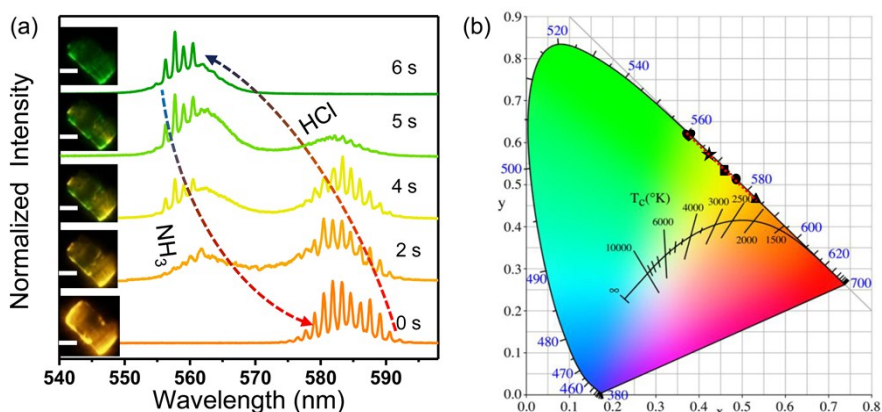 (a)
Normalized Intensity
6 s
5 s
4 s
2 s
0 s
HCl
NH3
540 550 560 570 580 590
Wavelength (nm)
(b)
0.9
0.8
0.7
0.6
0.5
y
0.4
0.3
0.2
0.1
0.0
0.0 0.1 0.2 0.3 0.4 0.5 0.6 0.7 0.8
520
540
560
500
580
600
620
700
490
480
470
460
380
Tc(°K)
∞
10000
6000
4000
3000
2500
2000
1500